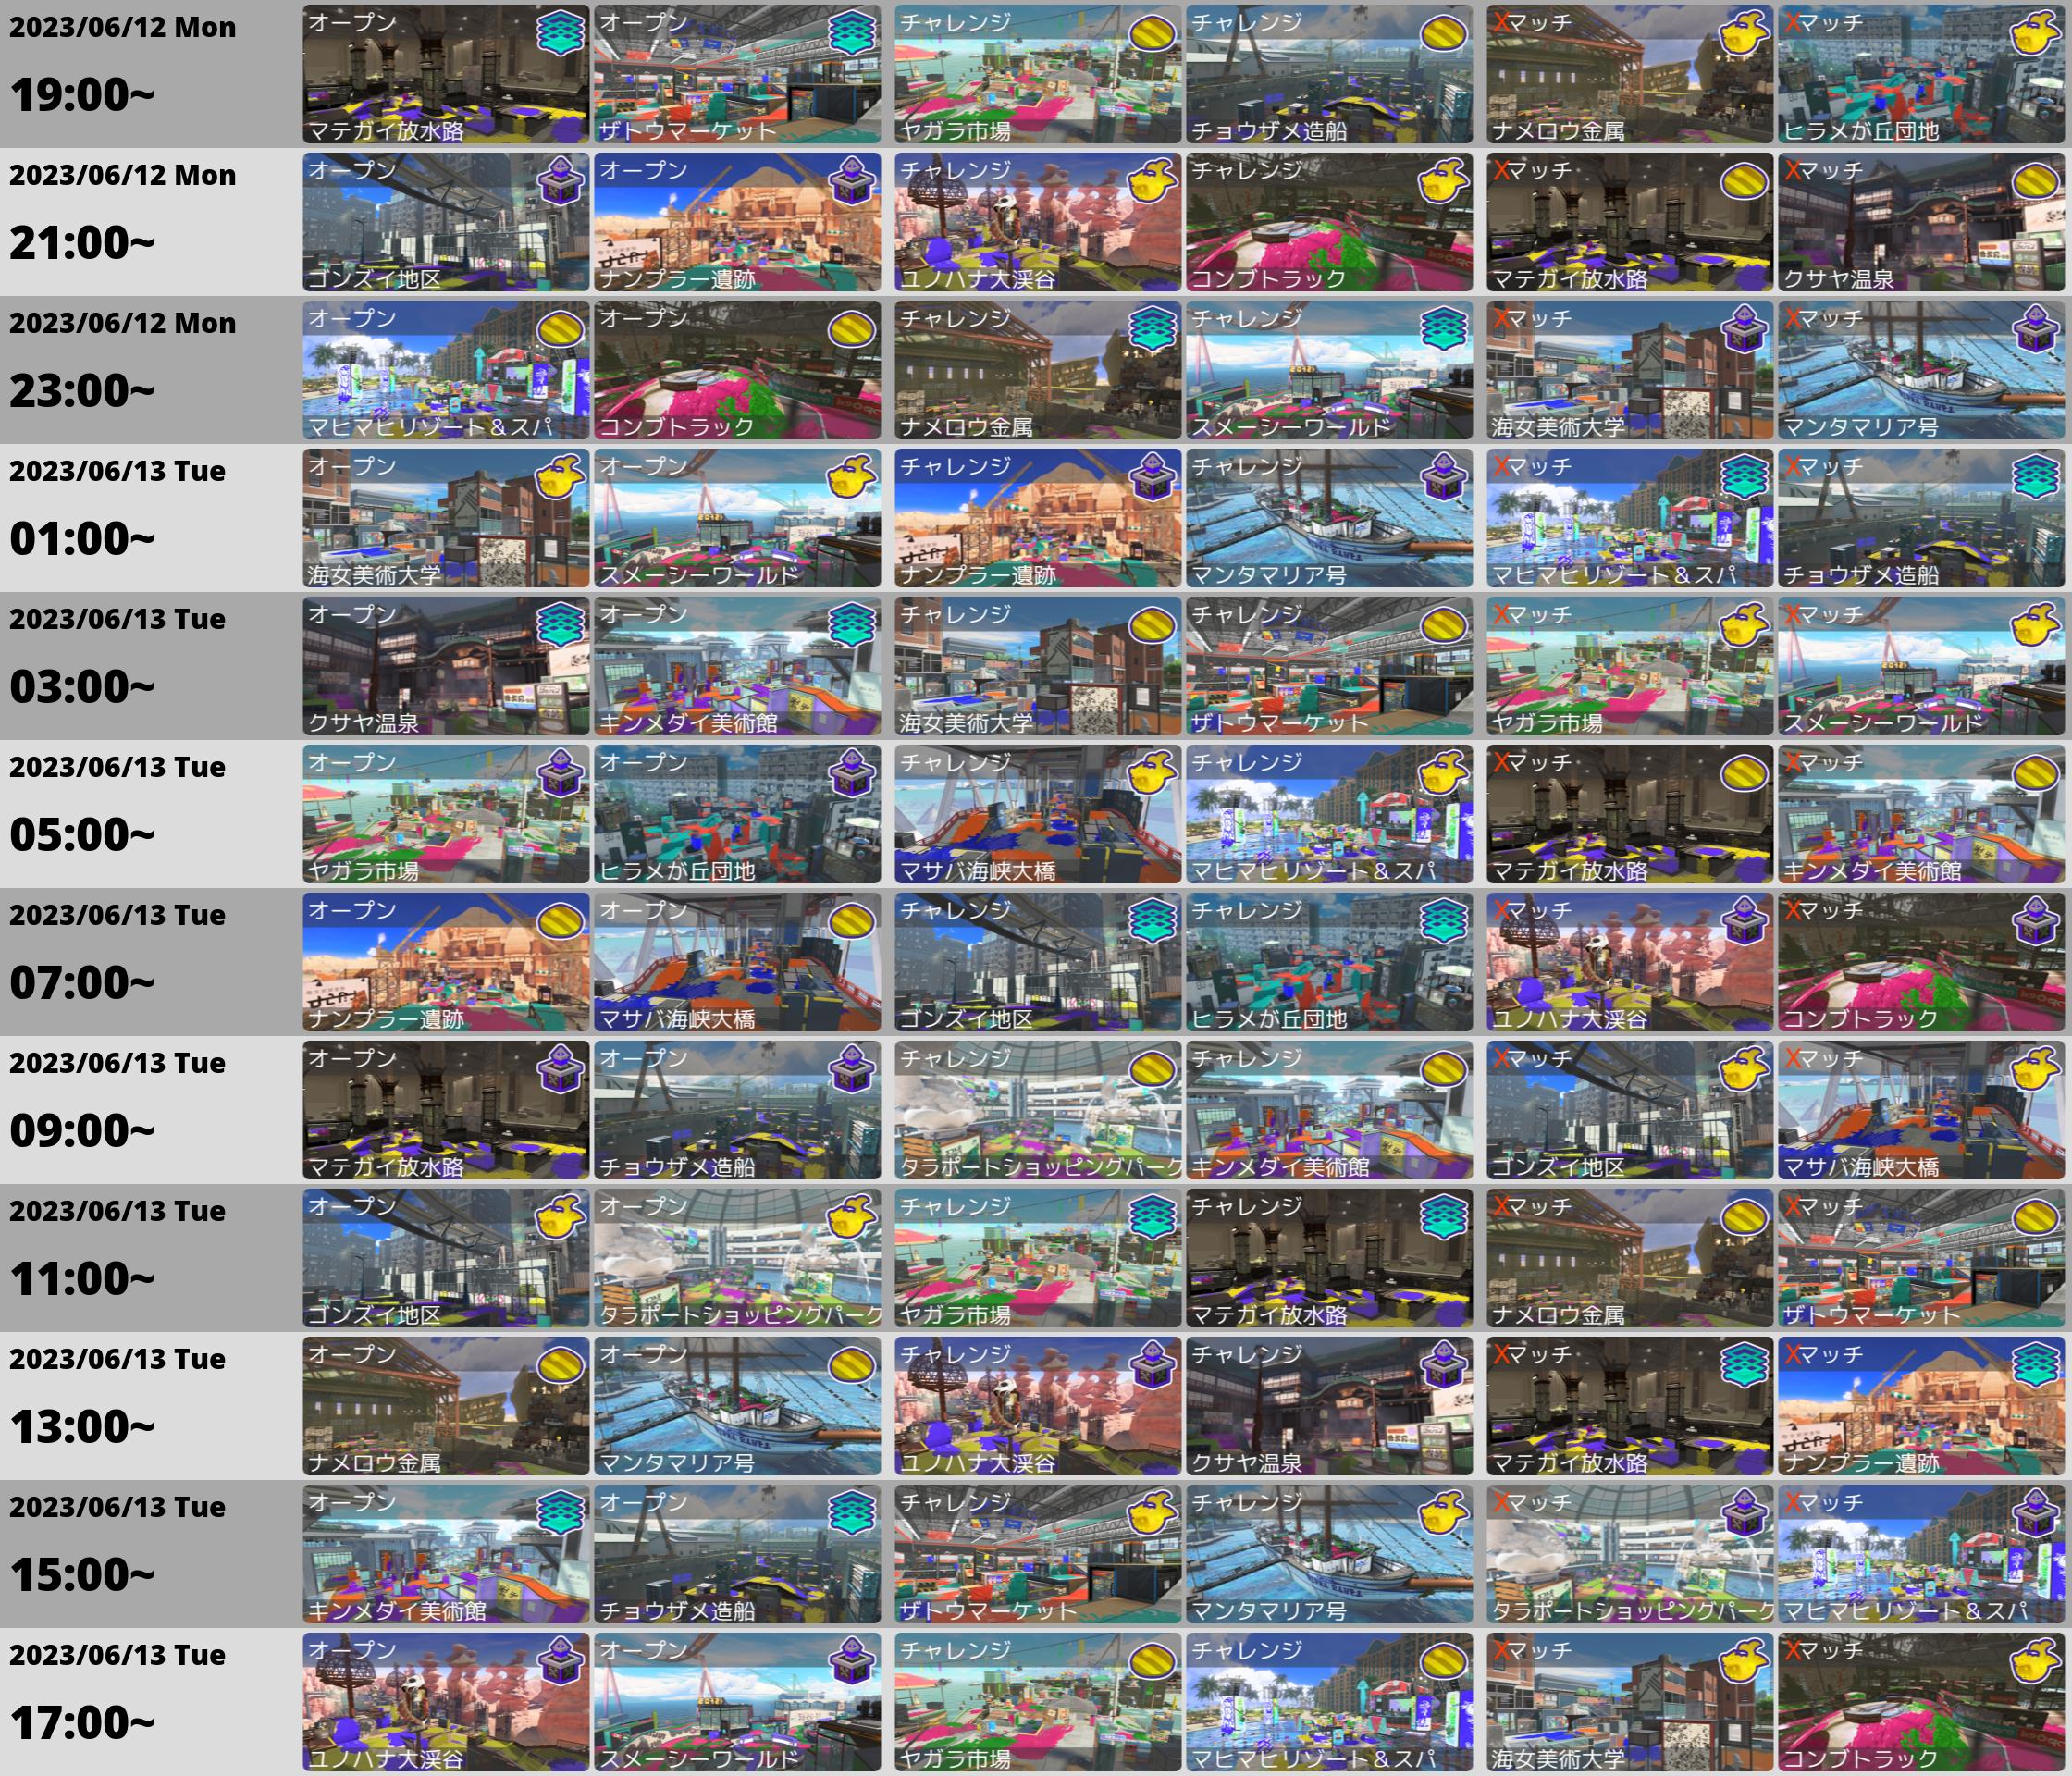 2023/06/12 Mon
19:00~
オープン オープン チャレンジ チャレンジ Xマッチ Xマッチ
マテガイ放水路 ザトウマーケット ヤガラ市場 チョウザメ造船 ナメロウ金属 ヒラメが丘団地
2023/06/12 Mon
21:00~
オープン オープン チャレンジ チャレンジ Xマッチ Xマッチ
ゴンズイ地区 ナンプラー遺跡 ユノハナ大渓谷 コンブトラック マテガイ放水路 クサヤ温泉
2023/06/12 Mon
23:00~
オープン オープン チャレンジ チャレンジ Xマッチ Xマッチ
マヒマヒリゾート＆スパ コンブトラック ナメロウ金属 スメーシーワールド 海女美術大学 マンタマリア号
2023/06/13 Tue
01:00~
オープン オープン チャレンジ チャレンジ Xマッチ Xマッチ
海女美術大学 スメーシーワールド ナンプラー遺跡 マンタマリア号 マヒマヒリゾート＆スパ チョウザメ造船
2023/06/13 Tue
03:00~
オープン オープン チャレンジ チャレンジ Xマッチ Xマッチ
クサヤ温泉 キンメダイ美術館 海女美術大学 ザトウマーケット ヤガラ市場 スメーシーワールド
2023/06/13 Tue
05:00~
オープン オープン チャレンジ チャレンジ Xマッチ Xマッチ
ヤガラ市場 ヒラメが丘団地 マサバ海峡大橋 マヒマヒリゾート＆スパ マテガイ放水路 キンメダイ美術館
2023/06/13 Tue
07:00~
オープン オープン チャレンジ チャレンジ Xマッチ Xマッチ
ナンプラー遺跡 マサバ海峡大橋 ゴンズイ地区 ヒラメが丘団地 ユノハナ大渓谷 コンブトラック
2023/06/13 Tue
09:00~
オープン オープン チャレンジ チャレンジ Xマッチ Xマッチ
マテガイ放水路 チョウザメ造船 タラポートショッピングパーク キンメダイ美術館 ゴンズイ地区 マサバ海峡大橋
2023/06/13 Tue
11:00~
オープン オープン チャレンジ チャレンジ Xマッチ Xマッチ
ゴンズイ地区 タラポートショッピングパーク ヤガラ市場 マテガイ放水路 ナメロウ金属 ザトウマーケット
2023/06/13 Tue
13:00~
オープン オープン チャレンジ チャレンジ Xマッチ Xマッチ
ナメロウ金属 マンタマリア号 ユノハナ大渓谷 クサヤ温泉 マテガイ放水路 ナンプラー遺跡
2023/06/13 Tue
15:00~
オープン オープン チャレンジ チャレンジ Xマッチ Xマッチ
キンメダイ美術館 チョウザメ造船 ザトウマーケット マンタマリア号 タラポートショッピングパーク マヒマヒリゾート＆スパ
2023/06/13 Tue
17:00~
オープン オープン チャレンジ チャレンジ Xマッチ Xマッチ
ユノハナ大渓谷 スメーシーワールド ヤガラ市場 マヒマヒリゾート＆スパ 海女美術大学 コンブトラック